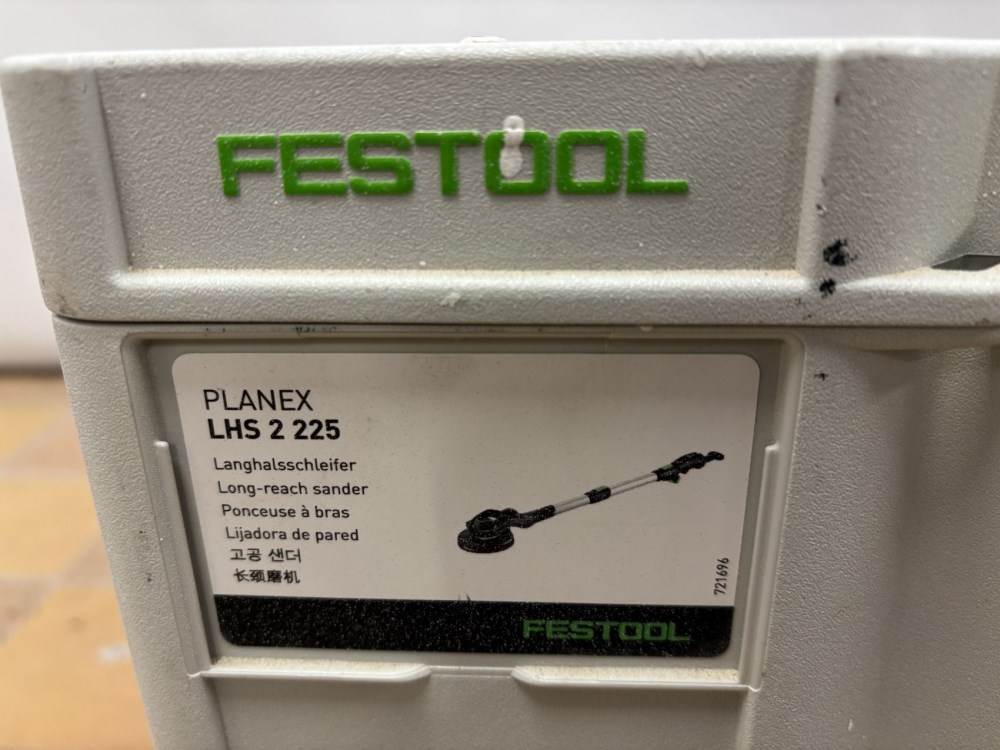 FESTOOL
PLANEX
LHS 2 225
Langhalsschleifer
Long-reach sander
Ponceuse à bras
Lijadora de pared
고공 샌더
长颈磨机
721696
FESTOOL